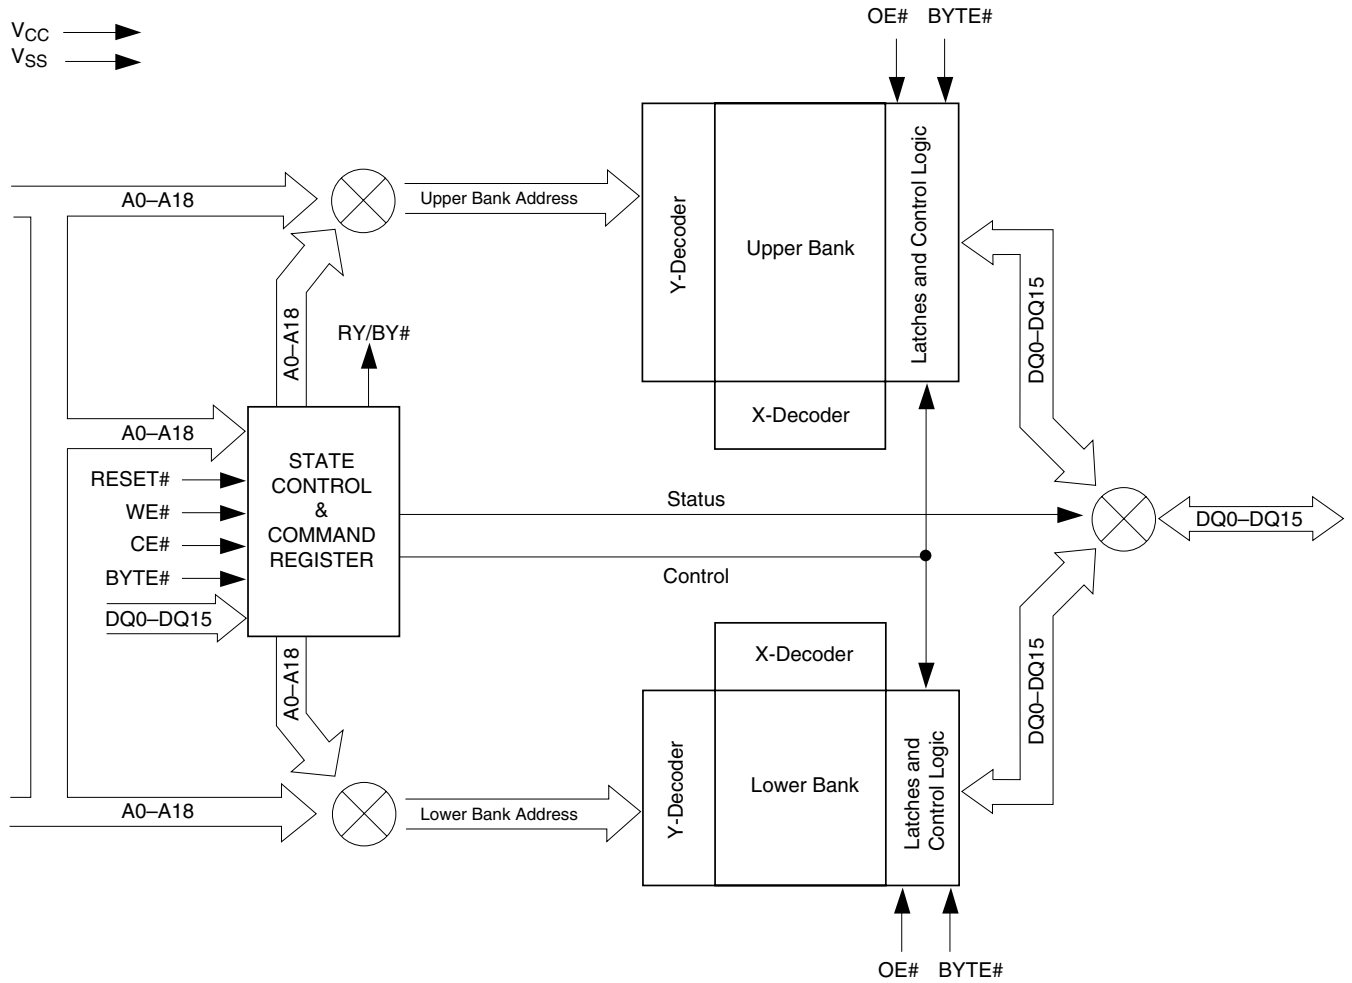 OE# BYTE#
VCC
VSS
A0–A18
Upper Bank Address
Y-Decoder
Upper Bank
Latches and Control Logic
X-Decoder
DQ0–DQ15
A0–A18
RY/BY#
A0–A18
RESET#
WE#
CE#
BYTE#
DQ0–DQ15
STATE
CONTROL
&
COMMAND
REGISTER
Status
Control
DQ0–DQ15
A0–A18
X-Decoder
DQ0–DQ15
A0–A18
Lower Bank Address
Y-Decoder
Lower Bank
Latches and
Control Logic
OE# BYTE#